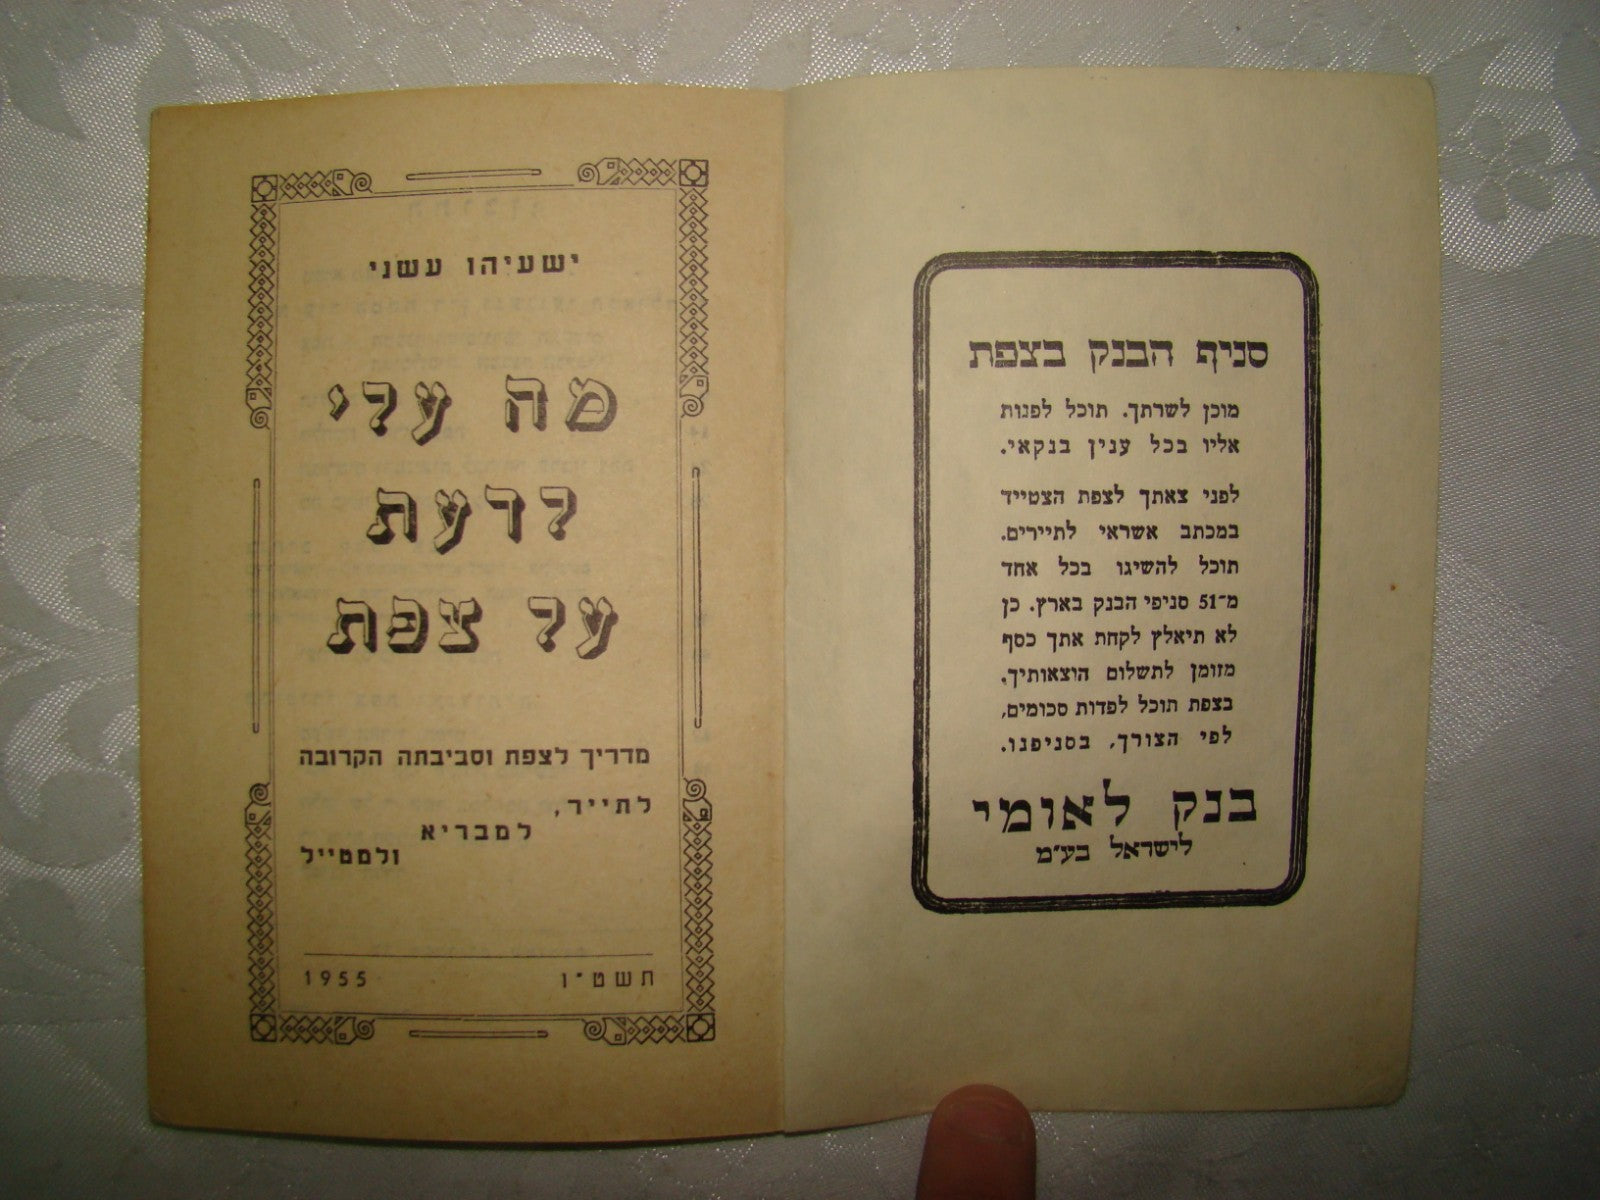 סניף הבנק בצפת
מוכן לשרתך. תוכל לפנות
אליו בכל ענין בנקאי.
לפני צאתך לצפת הצטייד
במכתב אשראי לתיירים.
תוכל להשיגו בכל אחד
מ־51 סניפי הבנק בארץ. כן
לא תיאלץ לקחת אתך כסף
מזומן לתשלום הוצאותיך.
בצפת תוכל לפדות סכומים,
לפי הצורך, בסניפנו.
בנק לאומי
לישראל בע״מ
ישעיהו עשני
מה עלי
לדעת
על צפת
מדריך לצפת וסביבתה הקרובה
לתייר,
למבריא
ולמטייל
תשט״ו 1955